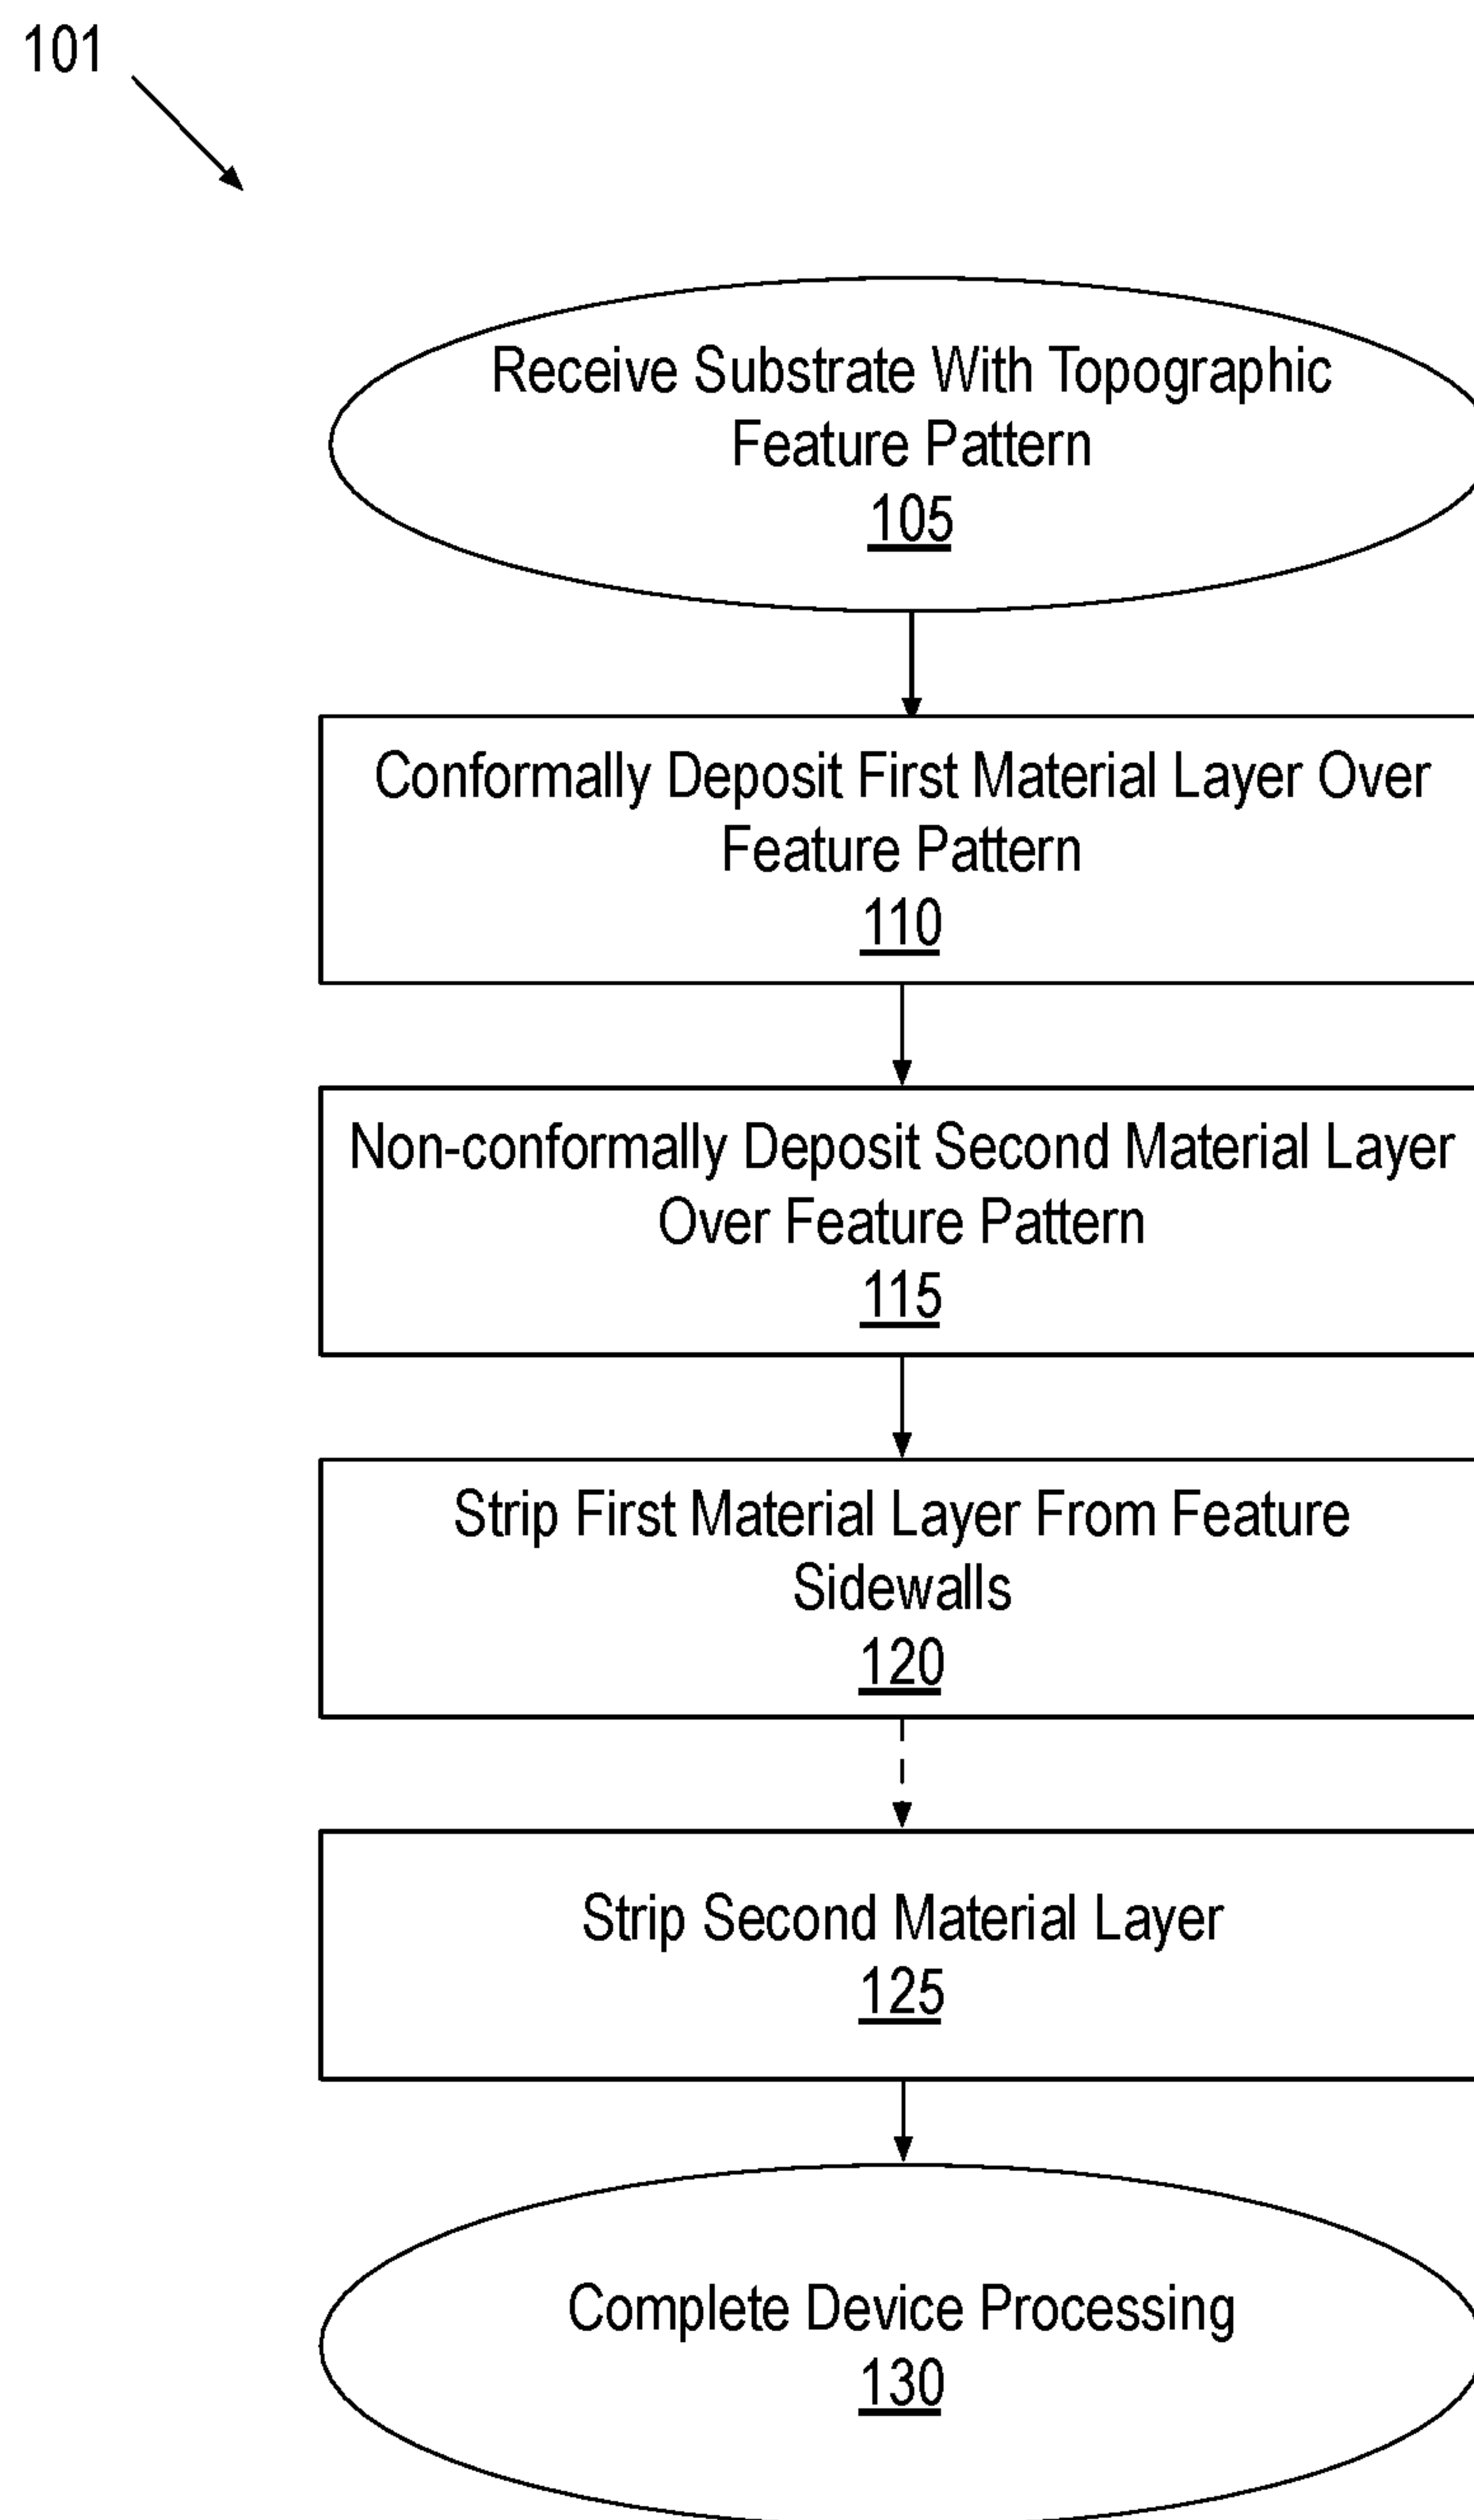 101
Receive Substrate With Topographic
Feature Pattern
105
Conformally Deposit First Material Layer Over
Feature Pattern
110
Non-conformally Deposit Second Material Layer
Over Feature Pattern
115
Strip First Material Layer From Feature
Sidewalls
120
Strip Second Material Layer
125
Complete Device Processing
130